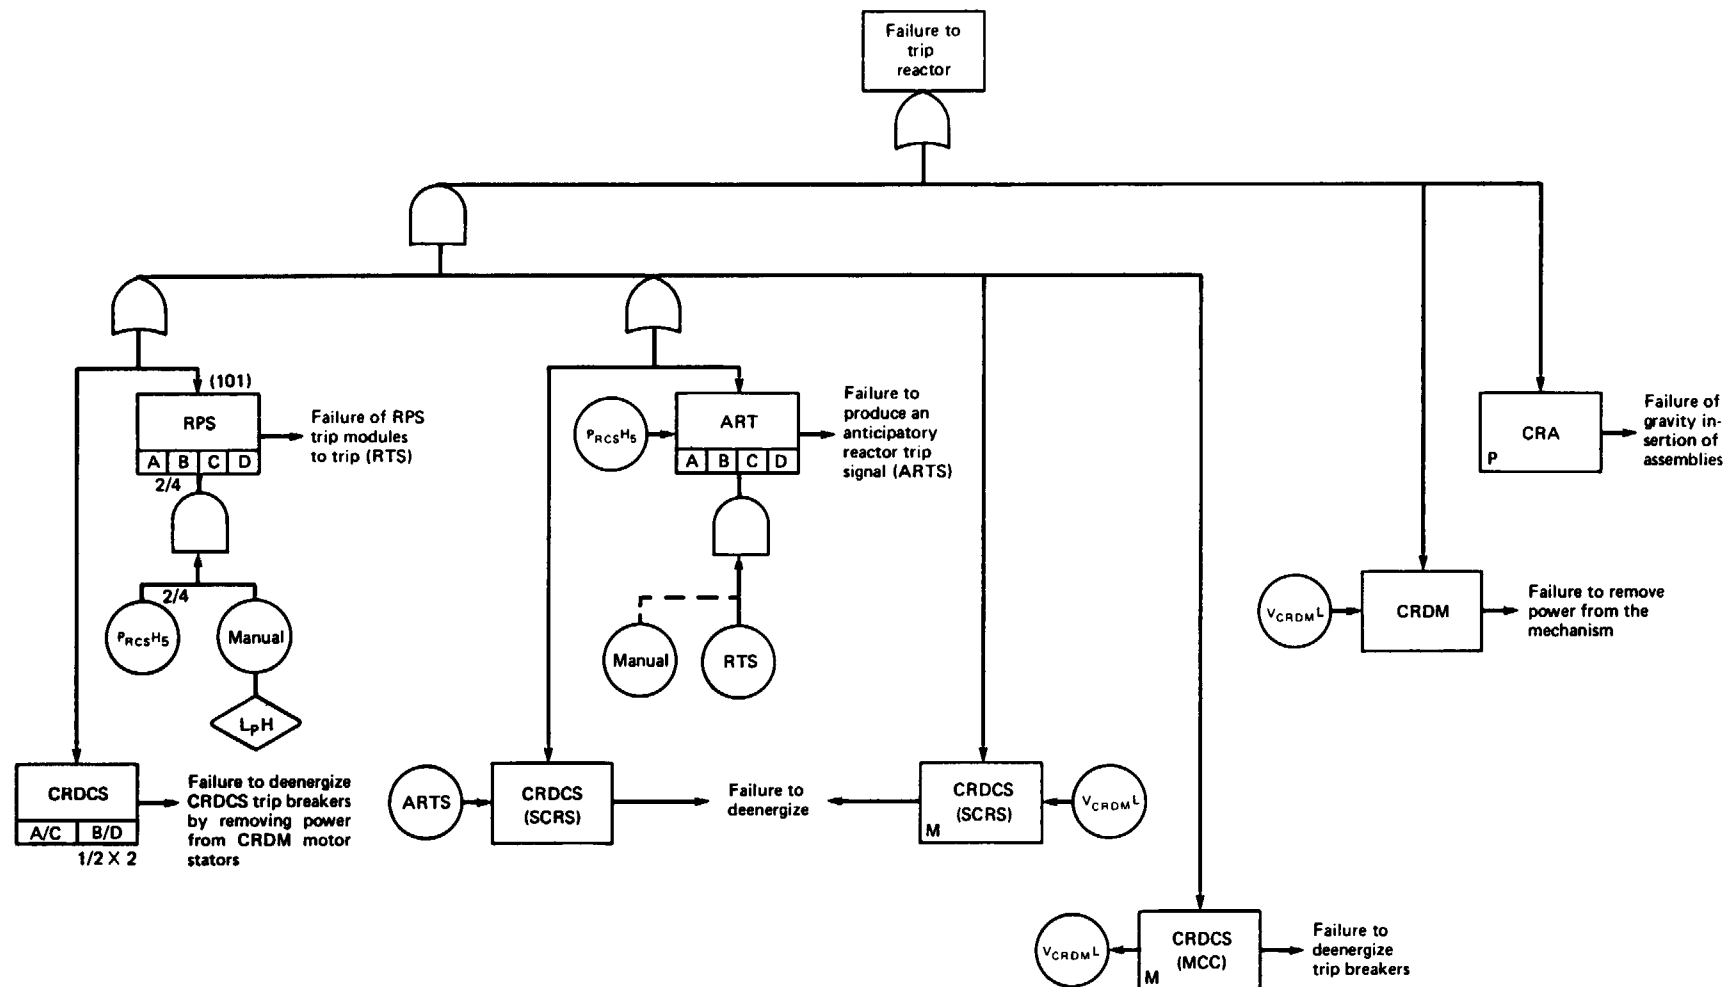 Failure to
trip
reactor
(101)
RPS
A B C D
2/4
Failure of RPS
trip modules
to trip (RTS)
2/4
PRCSH5
Manual
LPH
CRDCS
A/C B/D
1/2 X 2
Failure to deenergize
CRDCS trip breakers
by removing power
from CRDM motor
stators
PRCSH5
ART
A B C D
Failure to
produce an
anticipatory
reactor trip
signal (ARTS)
Manual
RTS
ARTS
CRDCS
(SCRS)
Failure to
deenergize
CRDCS
(SCRS)
M
VCRDML
VCRDML
CRDCS
(MCC)
M
Failure to
deenergize
trip breakers
VCRDML
CRDM
Failure to remove
power from the
mechanism
CRA
P
Failure of
gravity in-
sertion of
assemblies